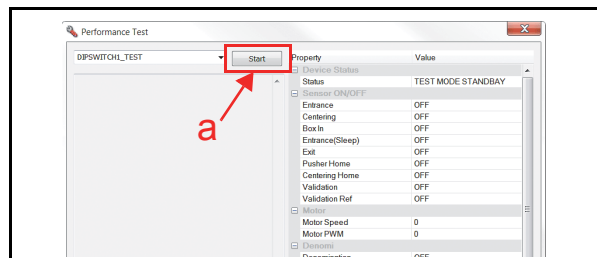 Performance Test
X
DIPSWITCH1_TEST
Start
Property Value
Device Status
Status TEST MODE STANDBAY
Sensor ON/OFF
Entrance OFF
Centering OFF
Box In OFF
Entrance(Sleep) OFF
Exit OFF
Pusher Home OFF
Centering Home OFF
Validation OFF
Validation Ref OFF
Motor
Motor Speed 0
Motor PWM 0
Denomi
Denomination OFF
a